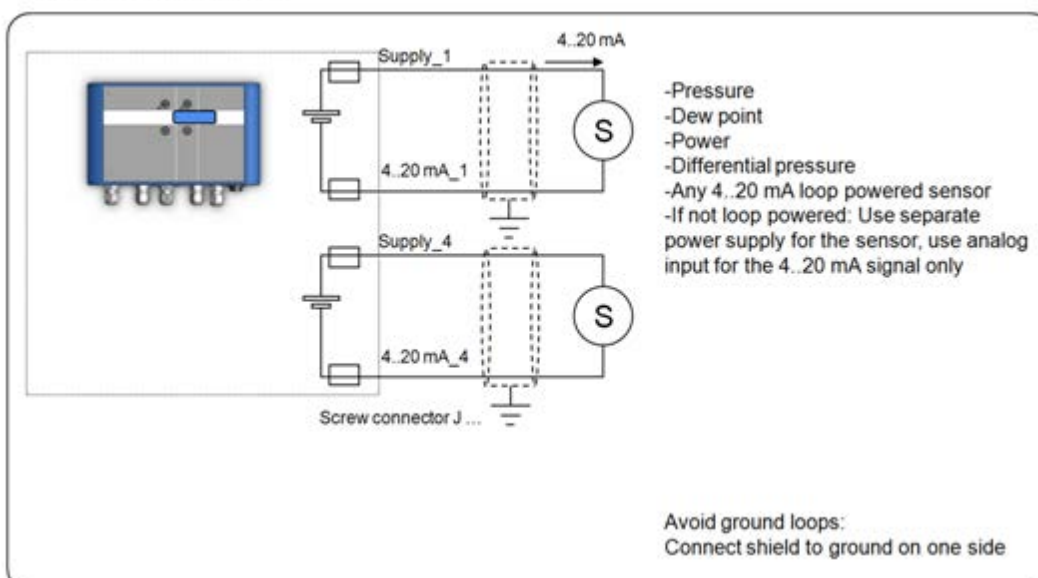 4..20 mA
Supply_1
4..20 mA_1
S
Supply_4
4..20 mA_4
S
Screw connector J ...
-Pressure
-Dew point
-Power
-Differential pressure
-Any 4..20 mA loop powered sensor
-If not loop powered: Use separate
power supply for the sensor, use analog
input for the 4..20 mA signal only
Avoid ground loops:
Connect shield to ground on one side